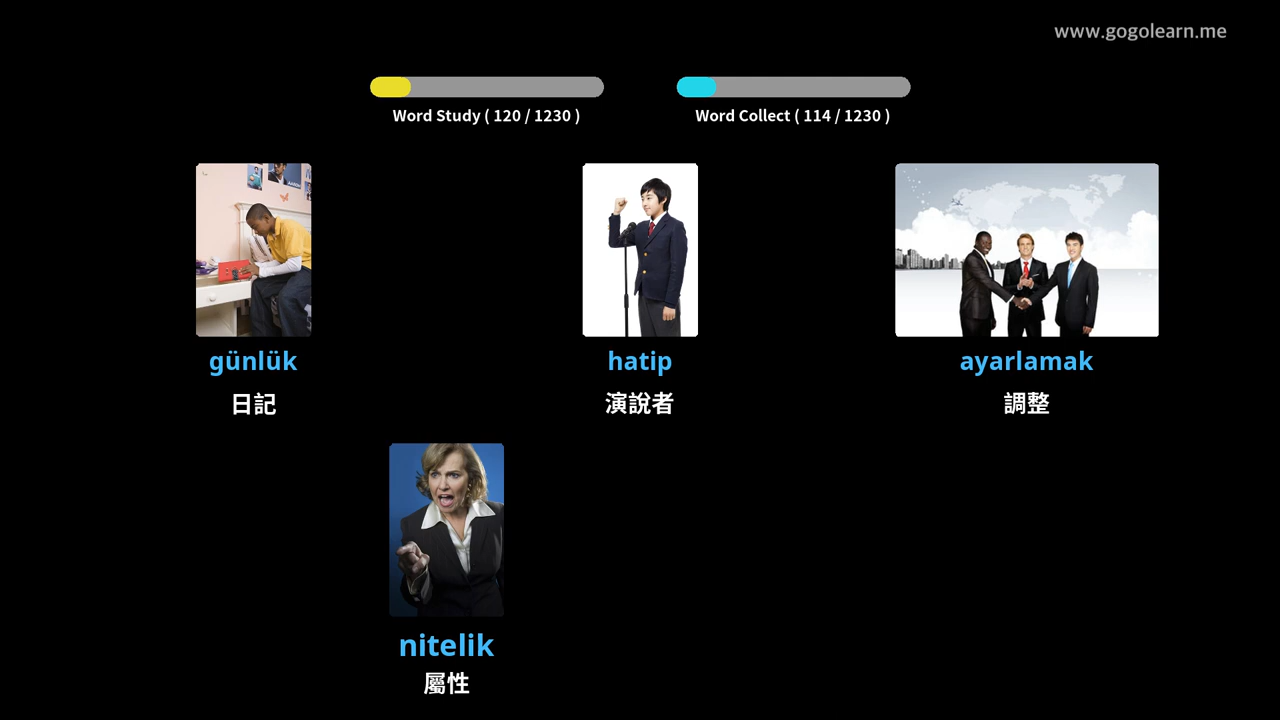 www.gogolearn.me
Word Study ( 120 / 1230 )
Word Collect ( 114 / 1230 )
günlük
hatip
ayarlamak
日記
演說者
調整
nitelik
屬性